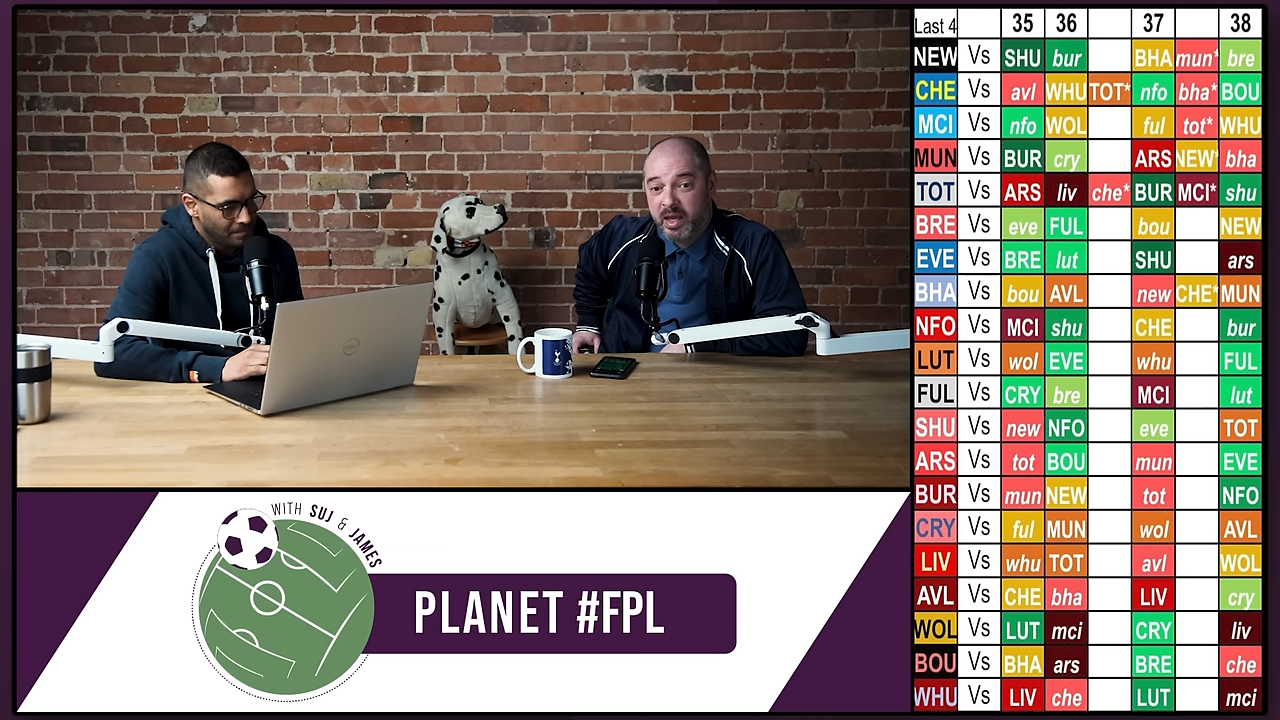 Last 4 35 36 37 38
NEW Vs SHU bur BHA mun* bre
CHE Vs avl WHU TOT* nfo bha* BOU
MCI Vs nfo WOL ful tot* WHU
MUN Vs BUR cry ARS NEW* bha
TOT Vs ARS liv che* BUR MCI* shu
BRE Vs eve FUL bou NEW
EVE Vs BRE lut SHU ars
BHA Vs bou AVL new CHE* MUN
NFO Vs MCI shu CHE bur
LUT Vs wol EVE whu FUL
FUL Vs CRY bre MCI lut
SHU Vs new NFO eve TOT
ARS Vs tot BOU mun EVE
BUR Vs mun NEW tot NFO
CRY Vs ful MUN wol AVL
LIV Vs whu TOT avl WOL
AVL Vs CHE bha LIV cry
WOL Vs LUT mci CRY liv
BOU Vs BHA ars BRE che
WHU Vs LIV che LUT mci
WITH SUJ & JAMES
PLANET #FPL